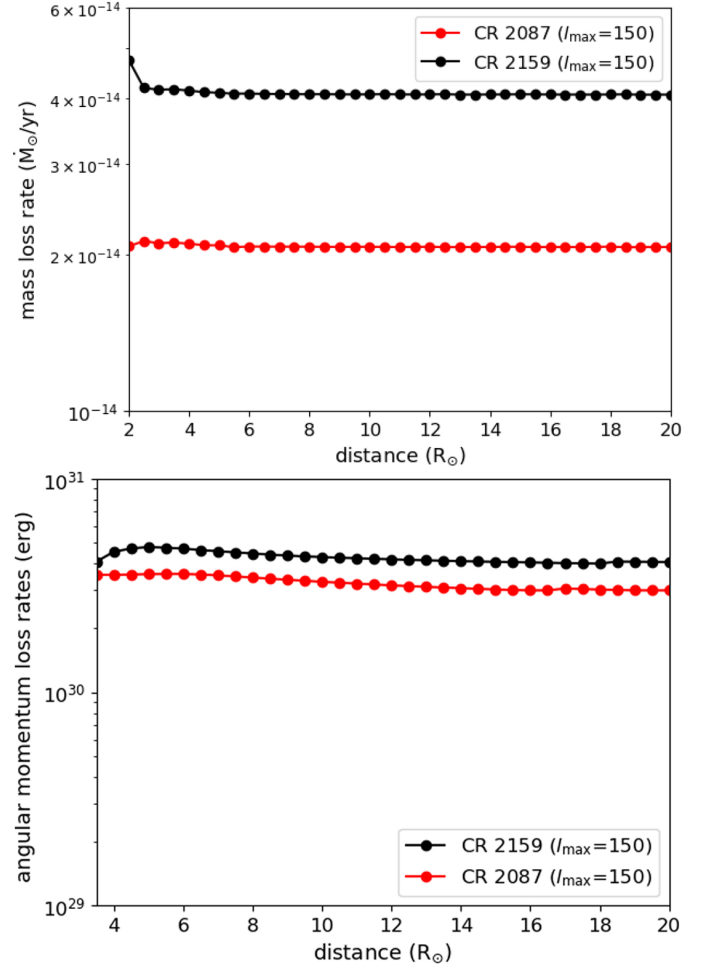 6 × 10⁻¹⁴
4 × 10⁻¹⁴
3 × 10⁻¹⁴
2 × 10⁻¹⁴
10⁻¹⁴
mass loss rate (Ṁ☉/yr)
CR 2087 (lmax=150)
CR 2159 (lmax=150)
2 4 6 8 10 12 14 16 18 20
distance (R☉)
10³¹
10³⁰
10²⁹
angular momentum loss rates (erg)
CR 2159 (lmax=150)
CR 2087 (lmax=150)
4 6 8 10 12 14 16 18 20
distance (R☉)